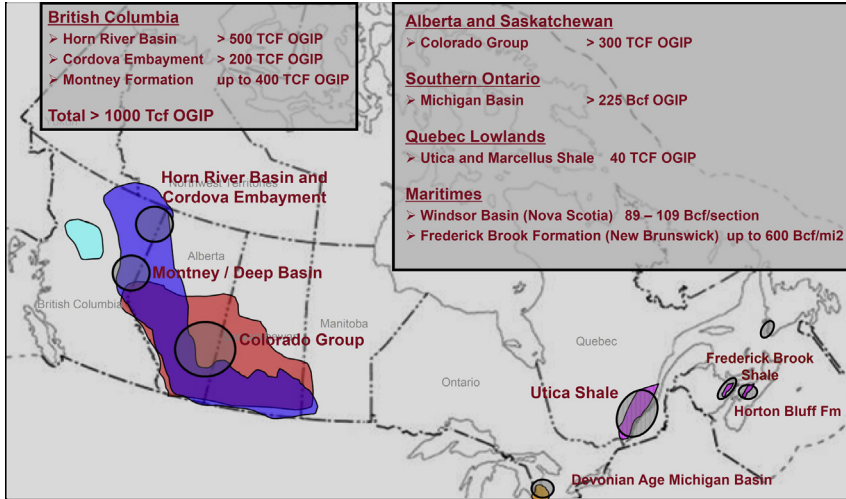 British Columbia
➢ Horn River Basin > 500 TCF OGIP
➢ Cordova Embayment > 200 TCF OGIP
➢ Montney Formation up to 400 TCF OGIP
Total > 1000 Tcf OGIP
Alberta and Saskatchewan
➢ Colorado Group > 300 TCF OGIP
Southern Ontario
➢ Michigan Basin > 225 Bcf OGIP
Quebec Lowlands
➢ Utica and Marcellus Shale 40 TCF OGIP
Maritimes
➢ Windsor Basin (Nova Scotia) 89 – 109 Bcf/section
➢ Frederick Brook Formation (New Brunswick) up to 600 Bcf/mi2
Horn River Basin and
Northwest Territories
Cordova Embayment
Alberta
Montney / Deep Basin
British Columbia
Manitoba
Colorado Group
Quebec
Ontario
Frederick Brook
Shale
Utica Shale
Horton Bluff Fm
Devonian Age Michigan Basin